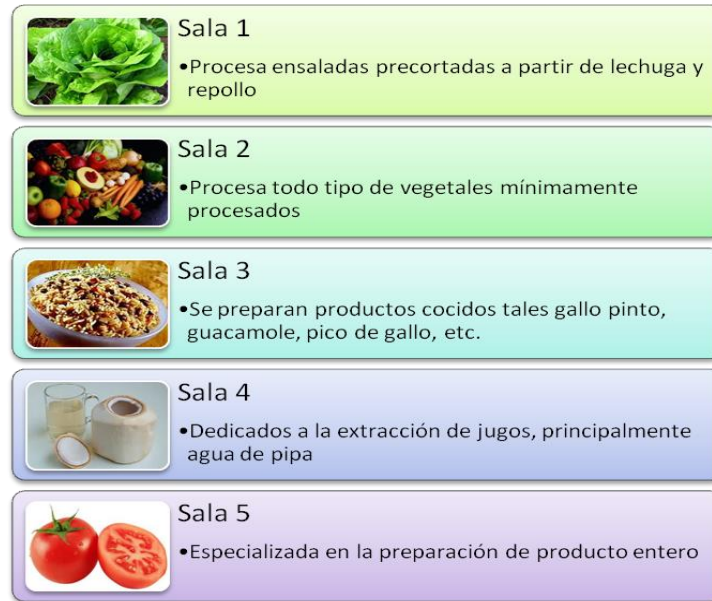 Sala 1
•Procesa ensaladas precortadas a partir de lechuga y
repollo
Sala 2
•Procesa todo tipo de vegetales mínimamente
procesados
Sala 3
•Se preparan productos cocidos tales gallo pinto,
guacamole, pico de gallo, etc.
Sala 4
•Dedicados a la extracción de jugos, principalmente
agua de pipa
Sala 5
•Especializada en la preparación de producto entero